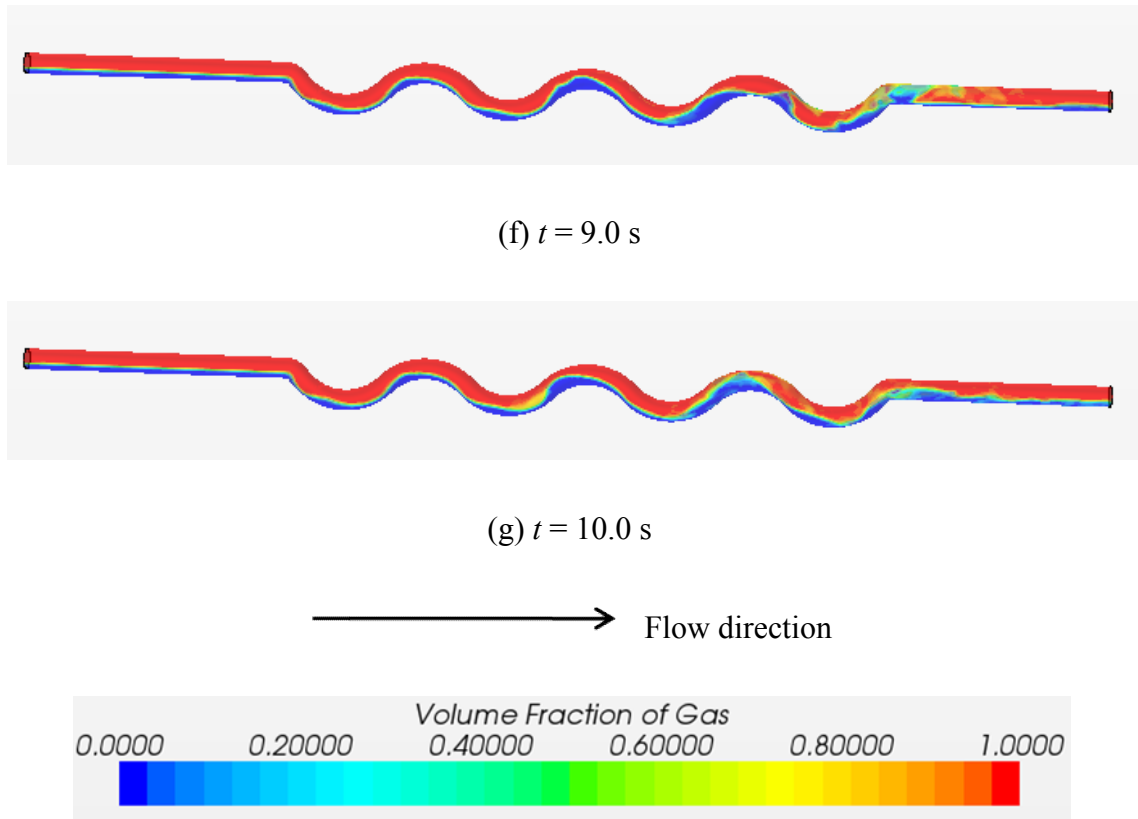 (f) t = 9.0 s
(g) t = 10.0 s
Flow direction
Volume Fraction of Gas
0.0000 0.20000 0.40000 0.60000 0.80000 1.0000